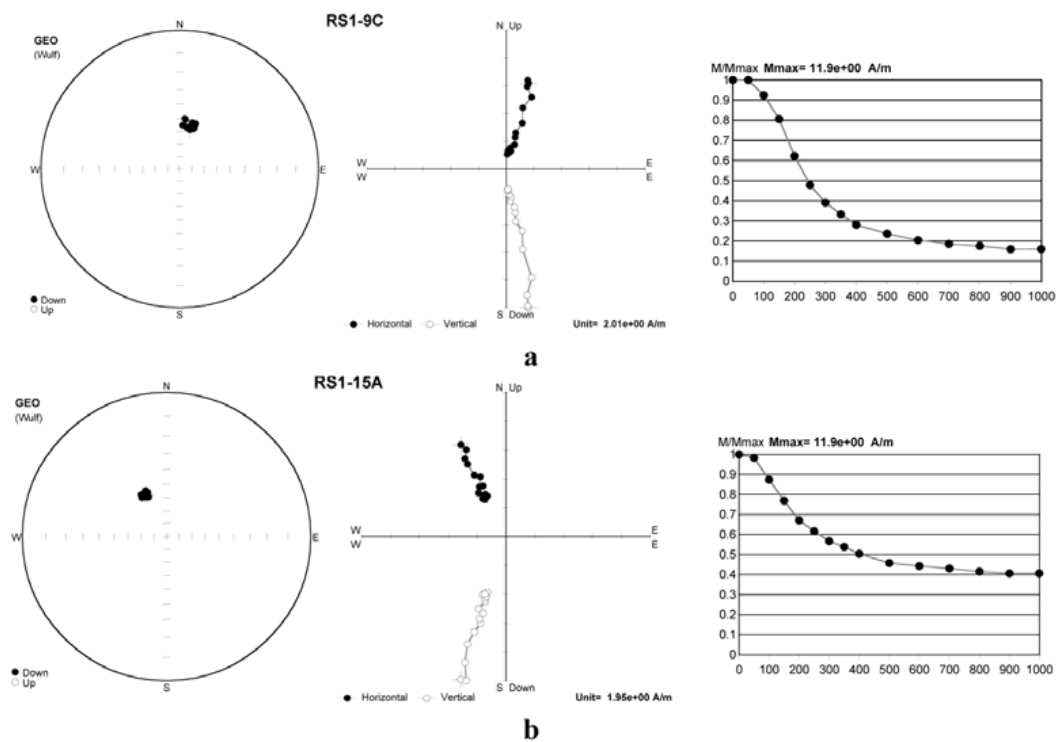 RS1-9C
GEO
(Wulf)
N
W
E
S
Down
Up
N Up
W
W
E
E
S Down
Horizontal
Vertical
Unit= 2.01e+00 A/m
M/Mmax Mmax= 11.9e+00 A/m
1
0.9
0.8
0.7
0.6
0.5
0.4
0.3
0.2
0.1
0
0 100 200 300 400 500 600 700 800 900 1000
a
RS1-15A
GEO
(Wulf)
N
W
E
S
Down
Up
N Up
W
W
E
E
S Down
Horizontal
Vertical
Unit= 1.95e+00 A/m
M/Mmax Mmax= 11.9e+00 A/m
1
0.9
0.8
0.7
0.6
0.5
0.4
0.3
0.2
0.1
0
0 100 200 300 400 500 600 700 800 900 1000
b